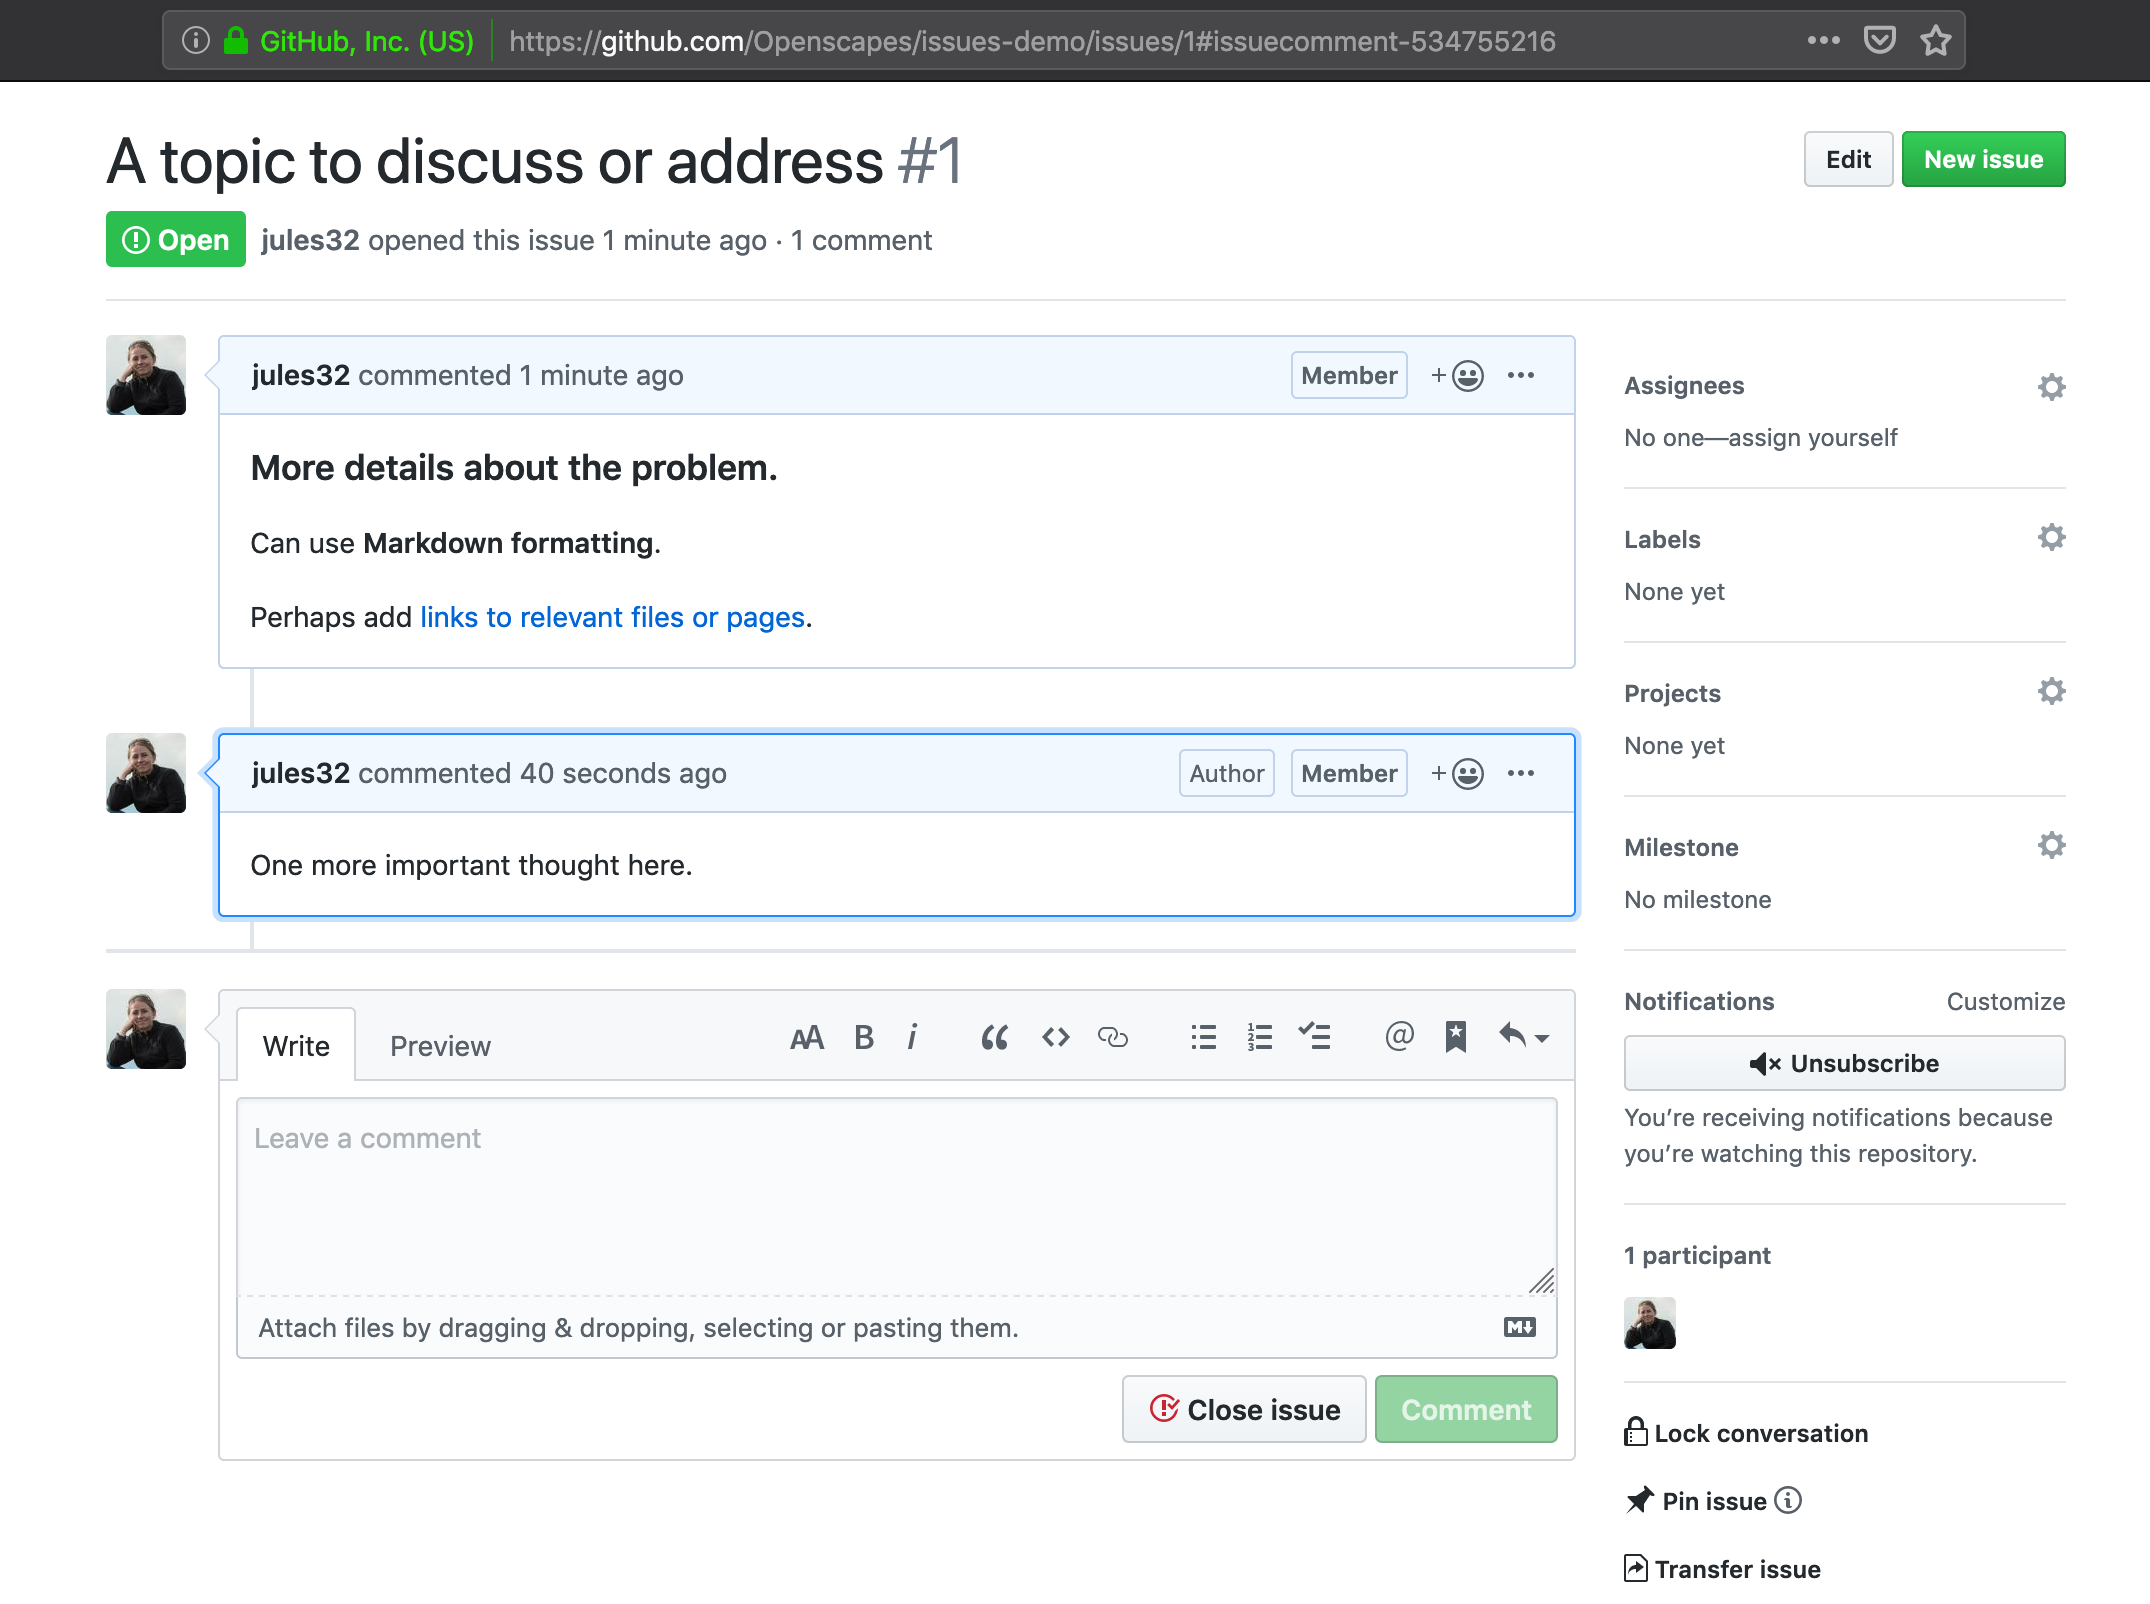 GitHub, Inc. (US) https://github.com/Openscapes/issues-demo/issues/1#issuecomment-534755216
A topic to discuss or address #1
Edit
New issue
Open jules32 opened this issue 1 minute ago · 1 comment
jules32 commented 1 minute ago Member
More details about the problem.
Can use Markdown formatting.
Perhaps add links to relevant files or pages.
jules32 commented 40 seconds ago Author Member
One more important thought here.
Write Preview
Leave a comment
Attach files by dragging & dropping, selecting or pasting them.
Close issue Comment
Assignees
No one—assign yourself
Labels
None yet
Projects
None yet
Milestone
No milestone
Notifications Customize
Unsubscribe
You’re receiving notifications because
you’re watching this repository.
1 participant
Lock conversation
Pin issue
Transfer issue